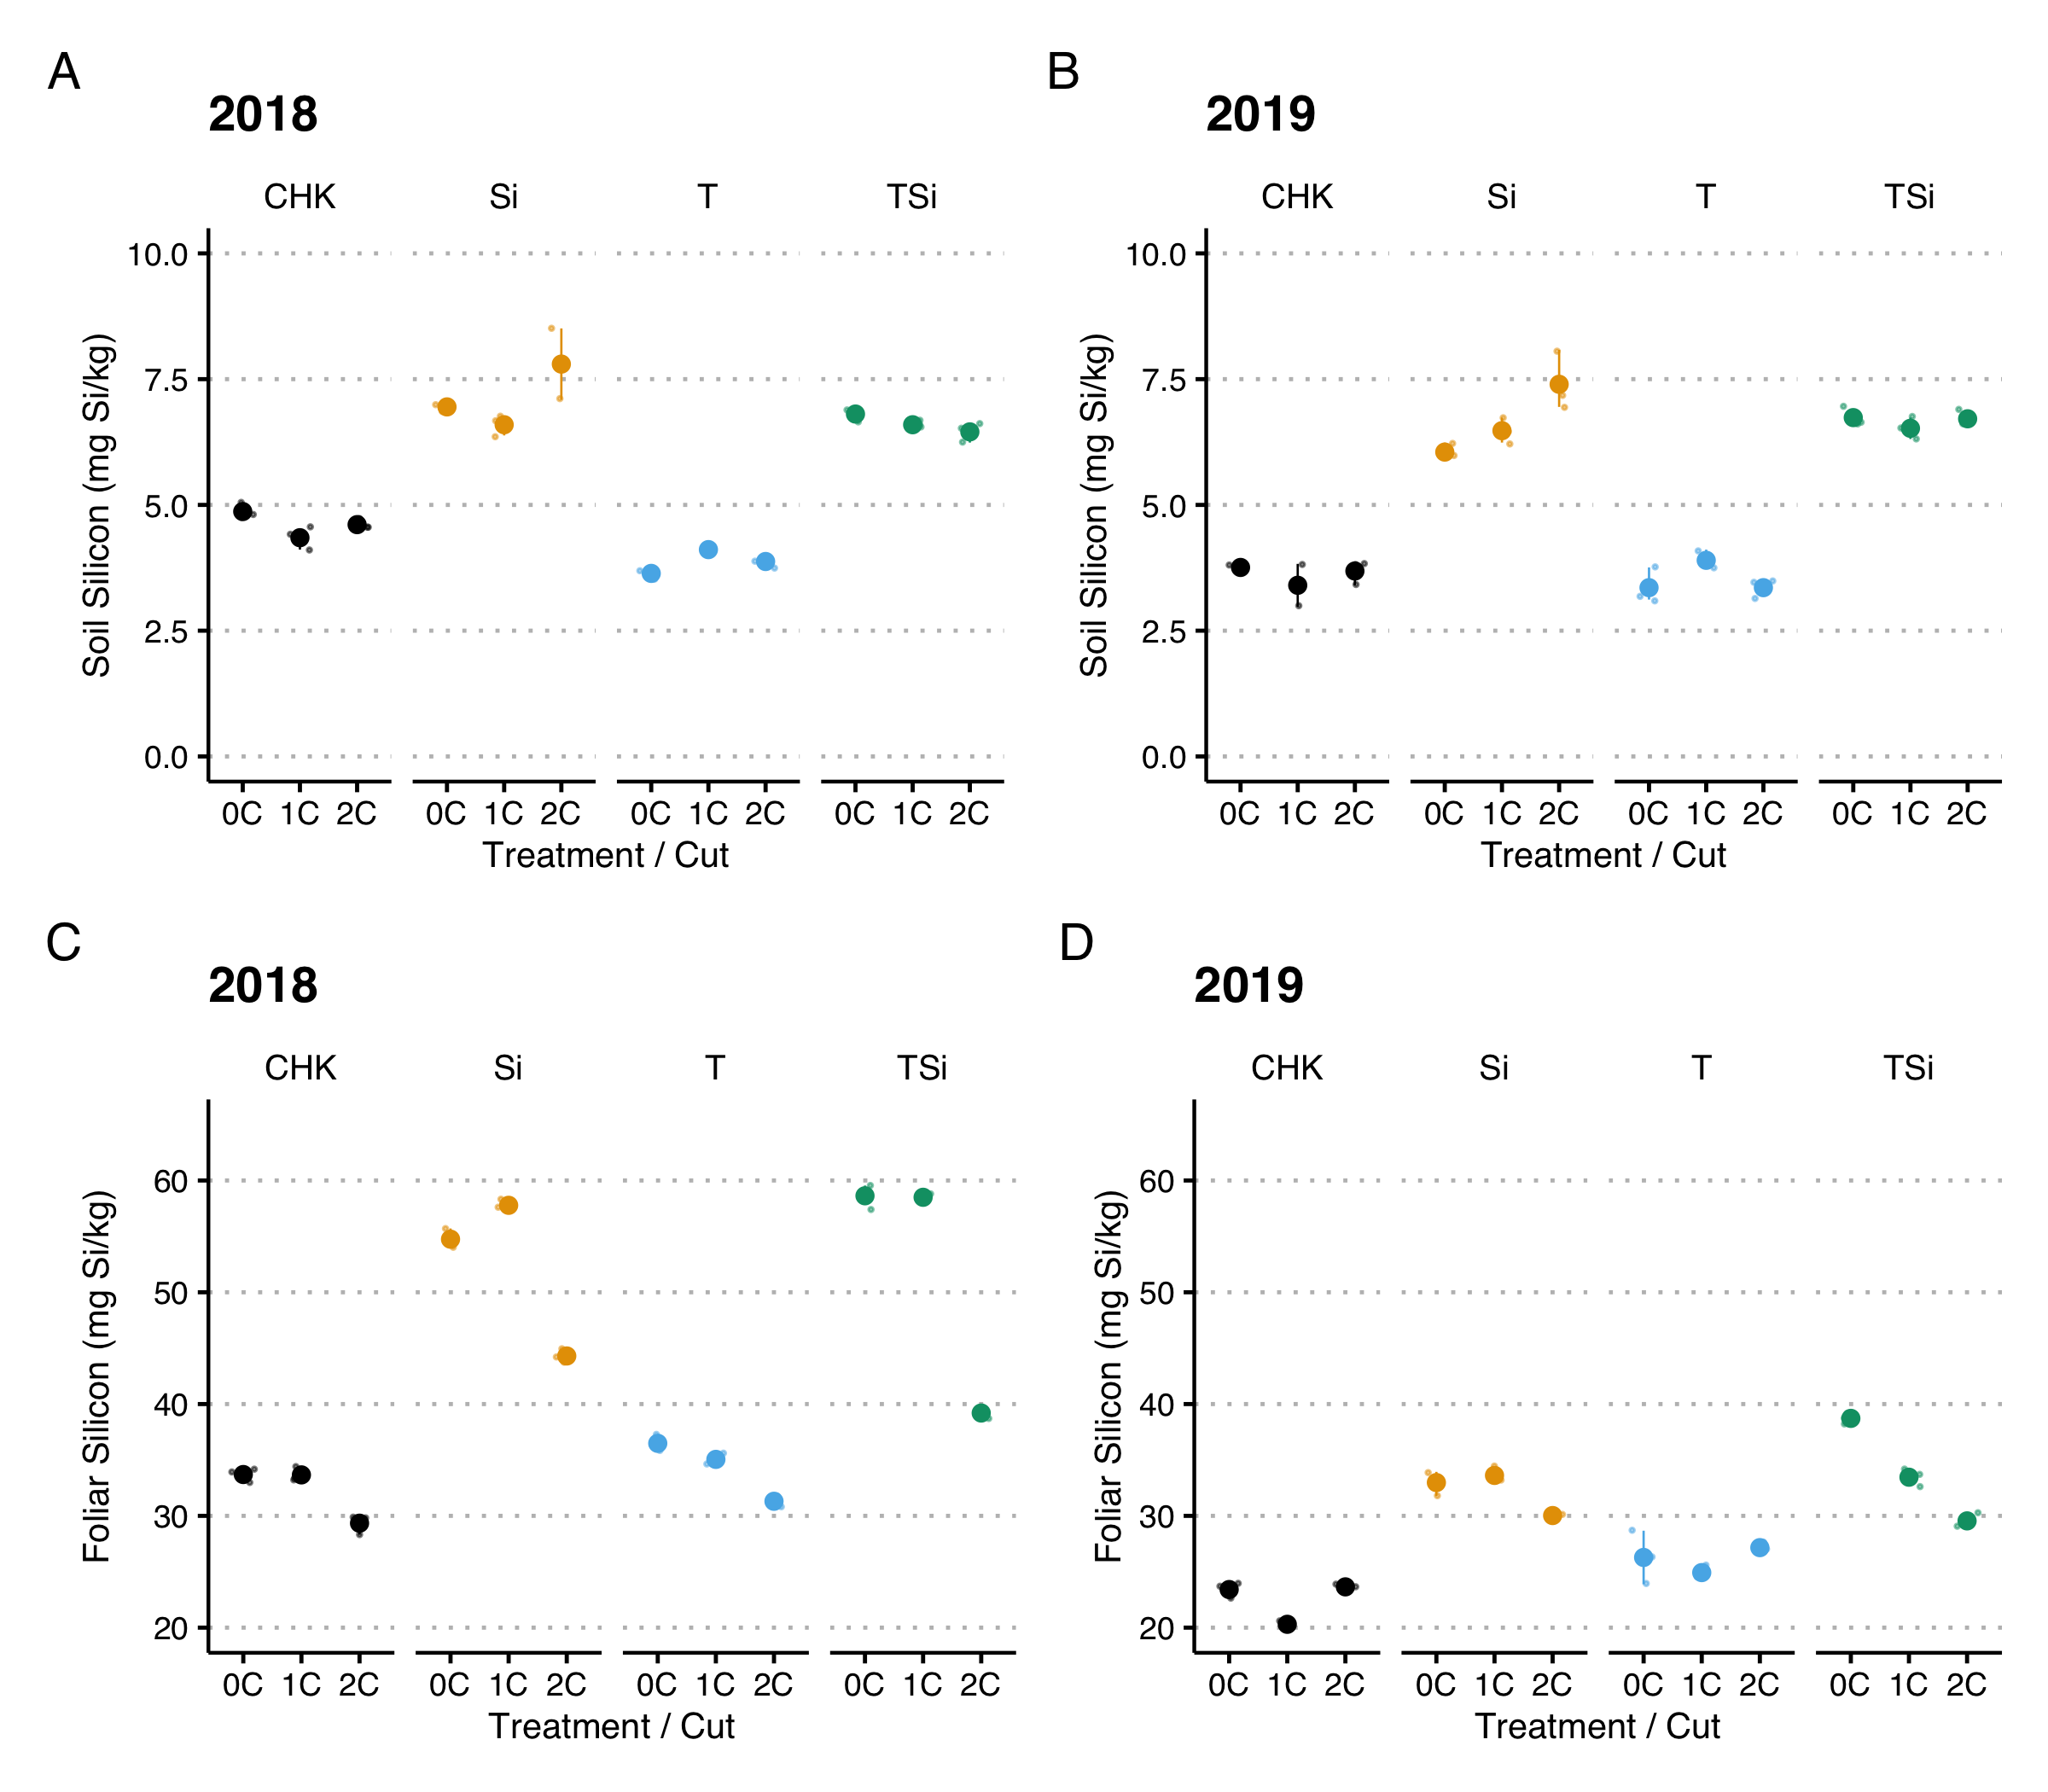 A
2018
CHK Si T TSi
10.0
7.5
5.0
2.5
0.0
Soil Silicon (mg Si/kg)
0C 1C 2C 0C 1C 2C 0C 1C 2C 0C 1C 2C
Treatment / Cut
B
2019
CHK Si T TSi
10.0
7.5
5.0
2.5
0.0
Soil Silicon (mg Si/kg)
0C 1C 2C 0C 1C 2C 0C 1C 2C 0C 1C 2C
Treatment / Cut
C
2018
CHK Si T TSi
60
50
40
30
20
Foliar Silicon (mg Si/kg)
0C 1C 2C 0C 1C 2C 0C 1C 2C 0C 1C 2C
Treatment / Cut
D
2019
CHK Si T TSi
60
50
40
30
20
Foliar Silicon (mg Si/kg)
0C 1C 2C 0C 1C 2C 0C 1C 2C 0C 1C 2C
Treatment / Cut